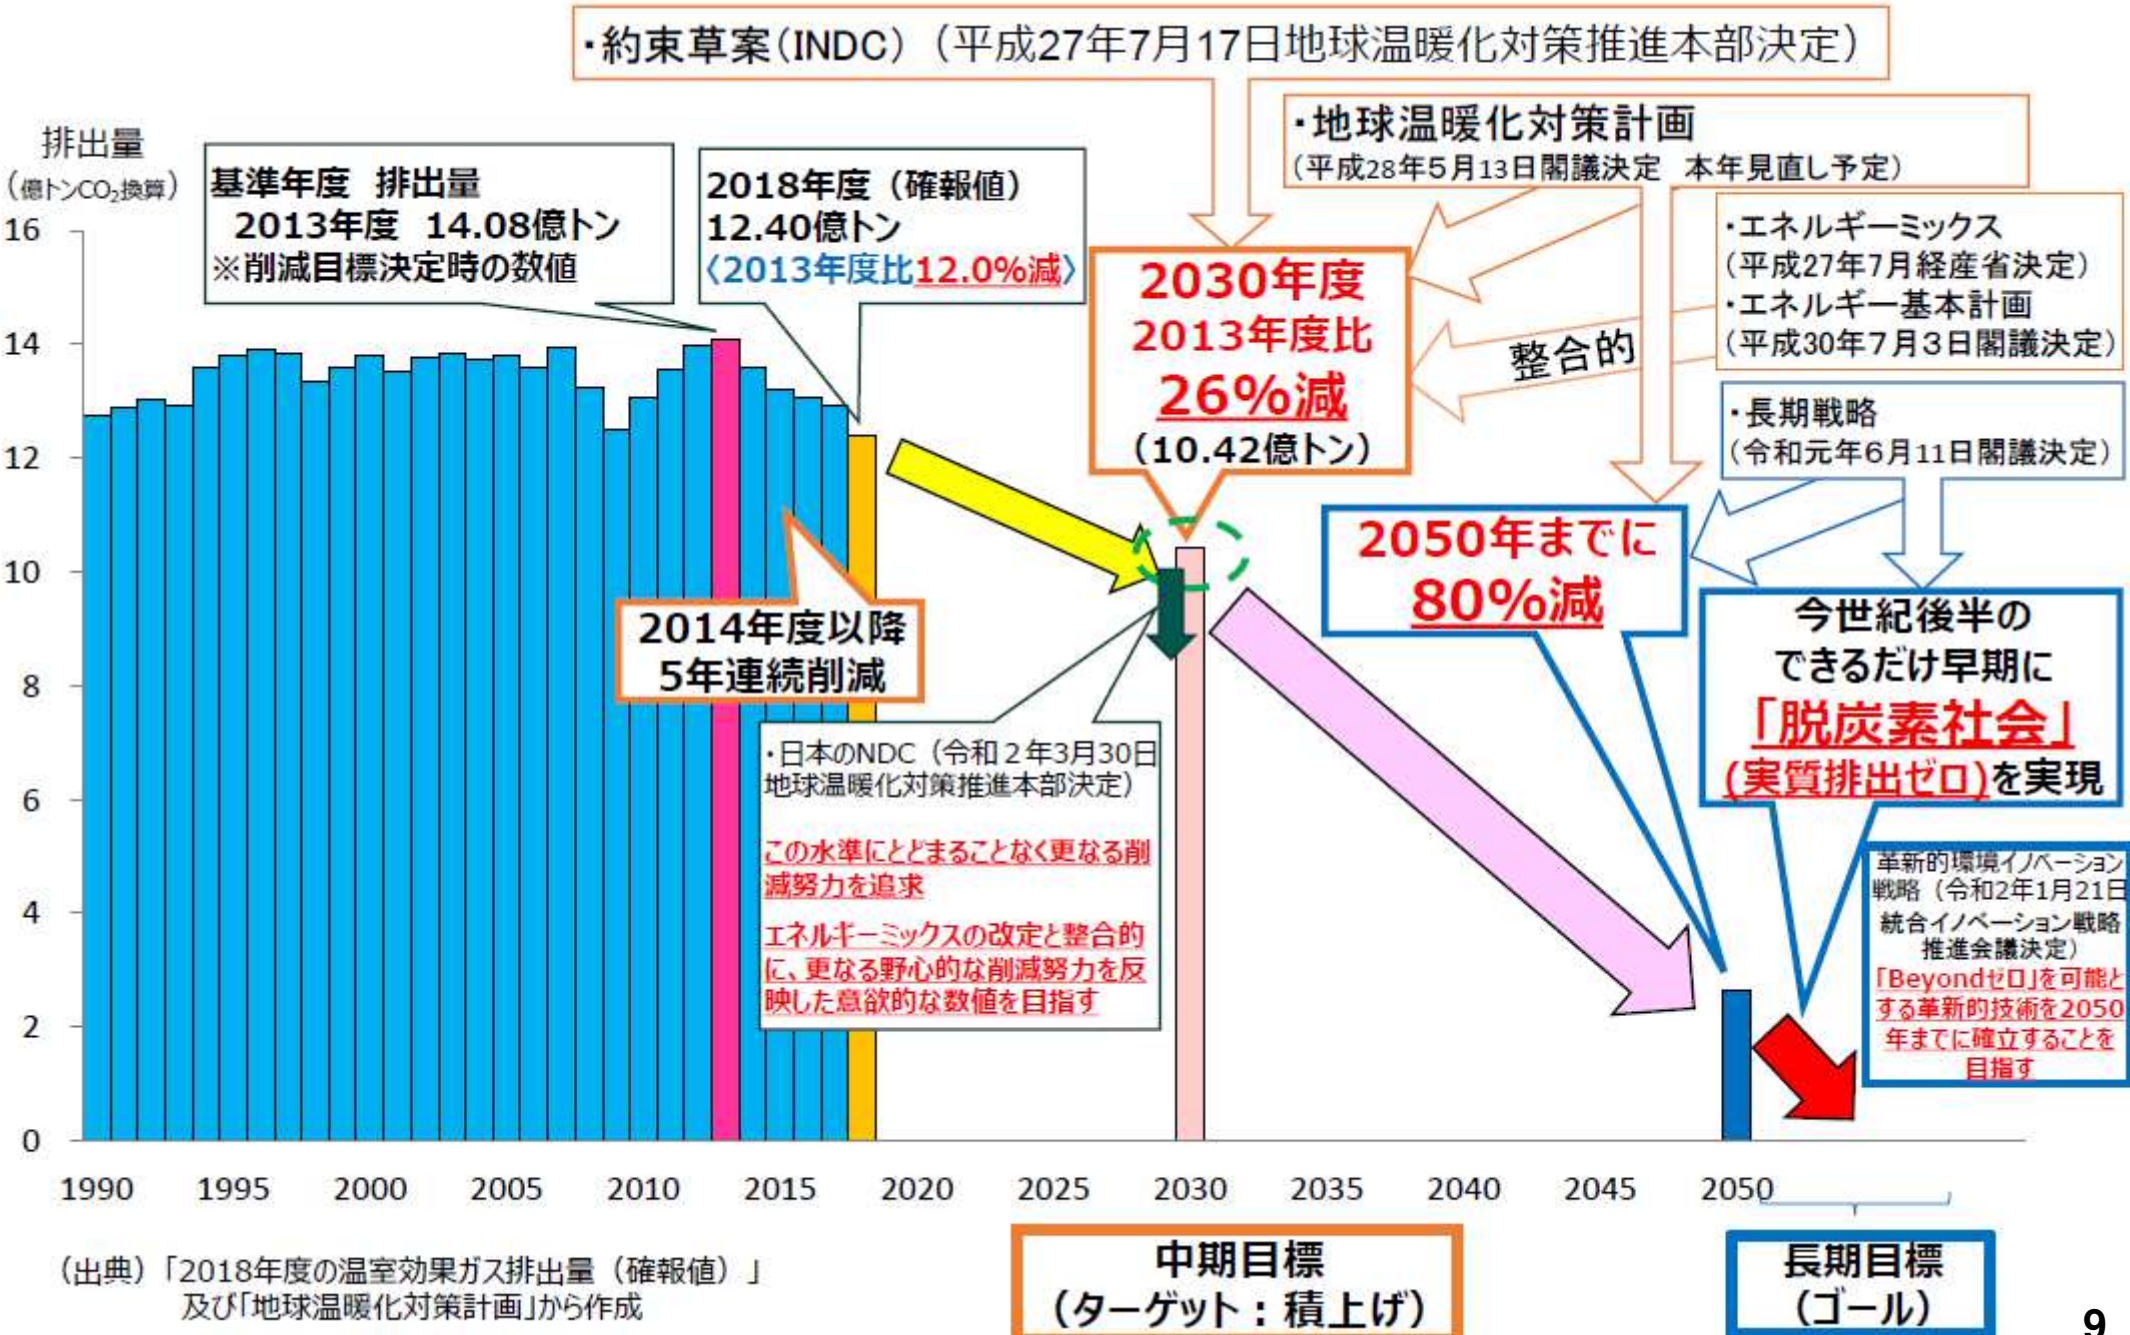 ・約束草案(INDC)（平成27年7月17日地球温暖化対策推進本部決定）
・地球温暖化対策計画
（平成28年5月13日閣議決定　本年見直し予定）
排出量
（億トンCO₂換算）
基準年度　排出量
2013年度　14.08億トン
※削減目標決定時の数値
2018年度（確報値）
12.40億トン
〈2013年度比12.0%減〉
2030年度
2013年度比
26%減
（10.42億トン）
・エネルギーミックス
（平成27年7月経産省決定）
・エネルギー基本計画
（平成30年7月3日閣議決定）
整合的
・長期戦略
（令和元年6月11日閣議決定）
2050年までに
80%減
今世紀後半の
できるだけ早期に
「脱炭素社会」
(実質排出ゼロ)を実現
2014年度以降
5年連続削減
・日本のNDC（令和２年3月30日
地球温暖化対策推進本部決定）
この水準にとどまることなく更なる削
減努力を追求
エネルギーミックスの改定と整合的
に、更なる野心的な削減努力を反
映した意欲的な数値を目指す
革新的環境イノベーション
戦略（令和2年1月21日
統合イノベーション戦略
推進会議決定）
「Beyondゼロ」を可能と
する革新的技術を2050
年までに確立することを
目指す
16
14
12
10
8
6
4
2
0
1990 1995 2000 2005 2010 2015 2020 2025 2030 2035 2040 2045 2050
中期目標
（ターゲット：積上げ）
長期目標
（ゴール）
（出典）「2018年度の温室効果ガス排出量（確報値）」
及び「地球温暖化対策計画」から作成
9